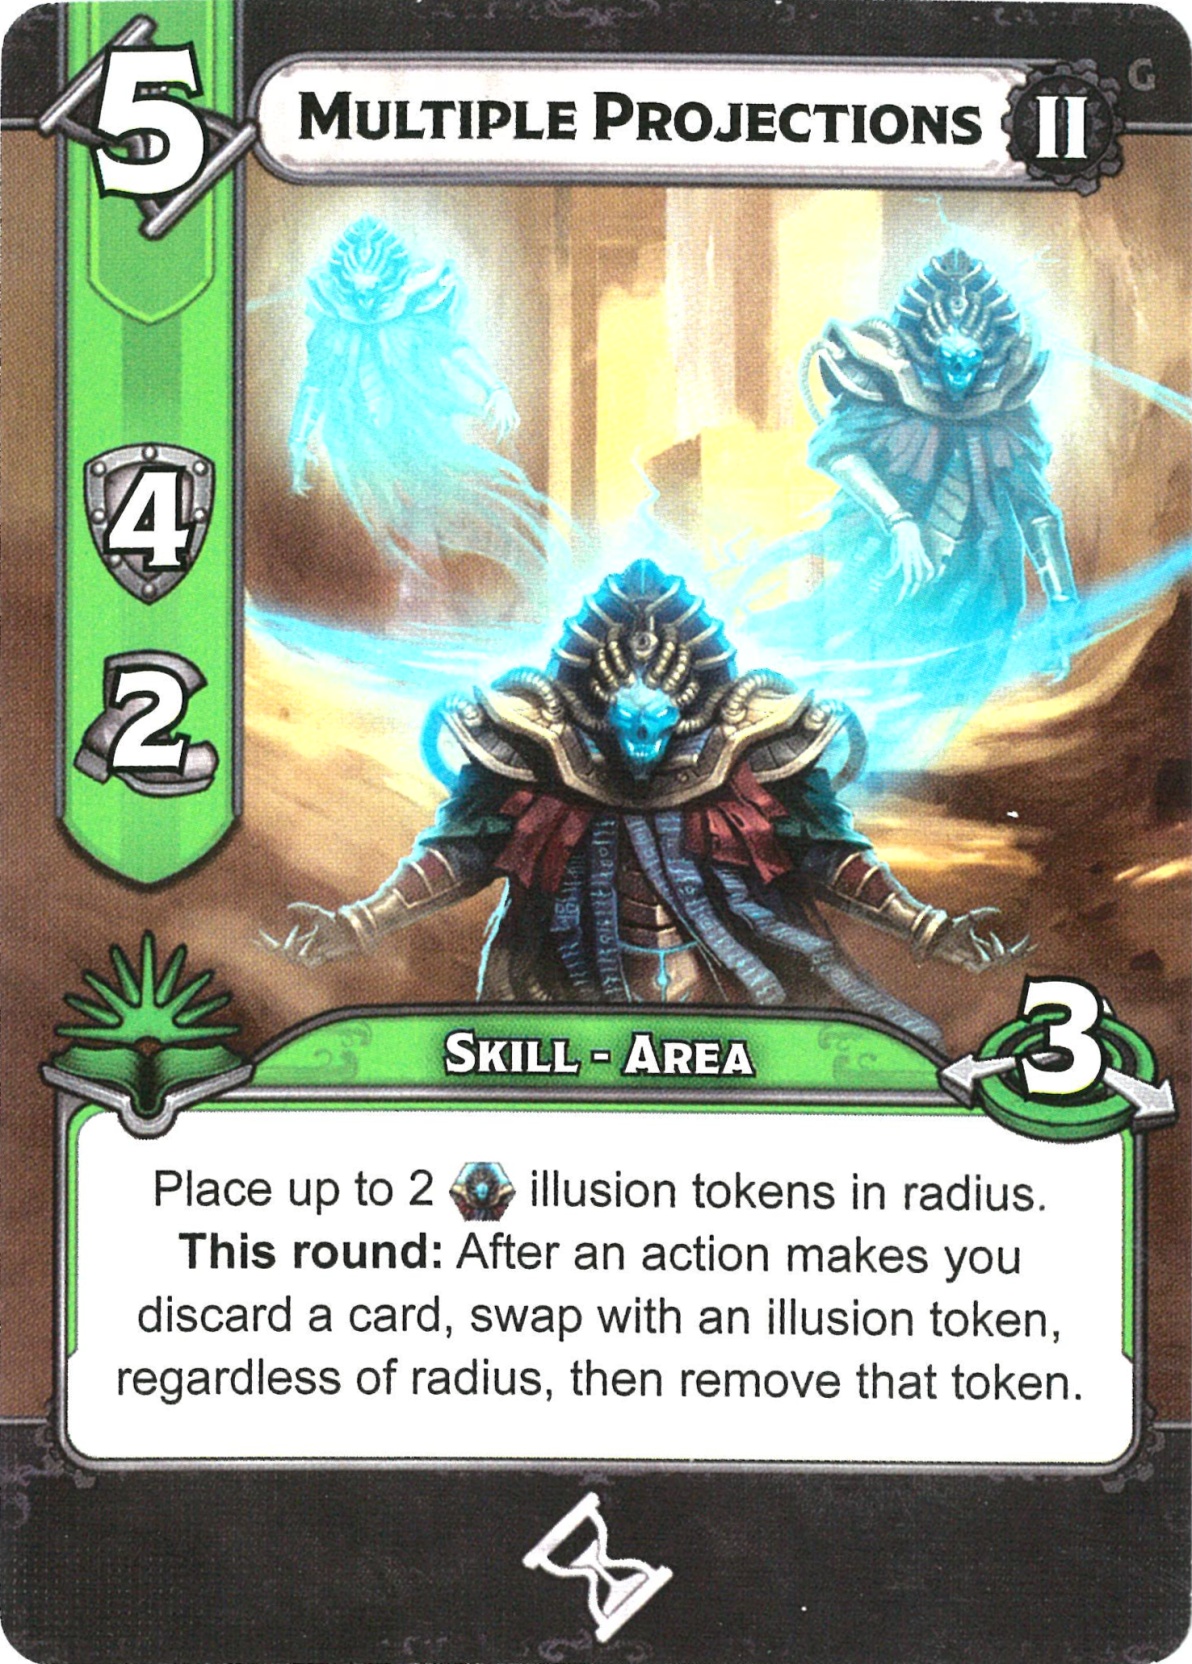 5
MULTIPLE PROJECTIONS II
G
4
2
SKILL - AREA
3
Place up to 2 illusion tokens in radius.
This round: After an action makes you
discard a card, swap with an illusion token,
regardless of radius, then remove that token.